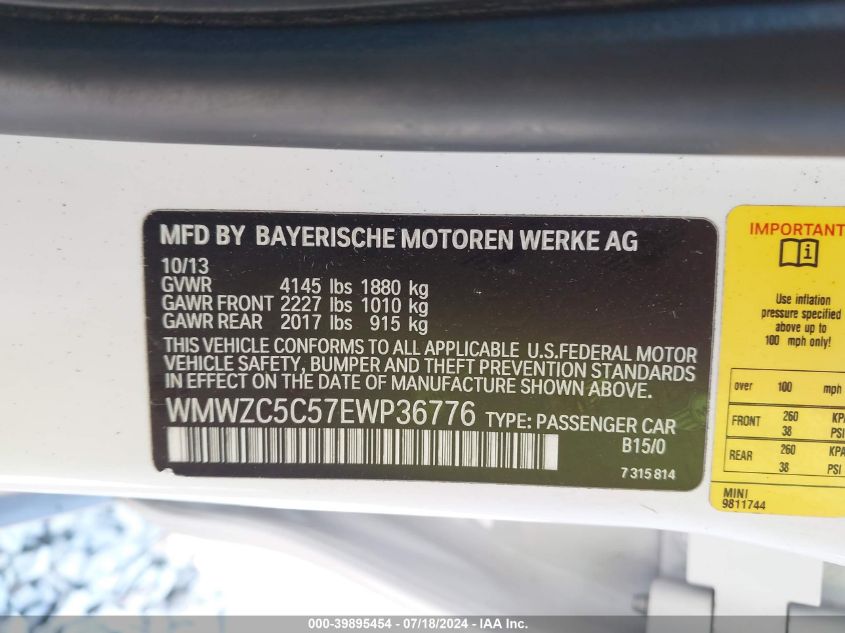 MFD BY BAYERISCHE MOTOREN WERKE AG
10/13
GVWR 4145 lbs 1880 kg
GAWR FRONT 2227 lbs 1010 kg
GAWR REAR 2017 lbs 915 kg
THIS VEHICLE CONFORMS TO ALL APPLICABLE U.S.FEDERAL MOTOR
VEHICLE SAFETY, BUMPER AND THEFT PREVENTION STANDARDS
IN EFFECT ON THE DATE OF MANUFACTURE SHOWN ABOVE.
WMWZC5C57EWP36776 TYPE: PASSENGER CAR
B15/0
7 315 814
IMPORTANT
Use inflation
pressure specified
above up to
100 mph only!
over 100 mph
FRONT 260 KPA
38 PSI
REAR 260 KPA
38 PSI
MINI
9811744
000-39895454 - 07/18/2024 - IAA Inc.